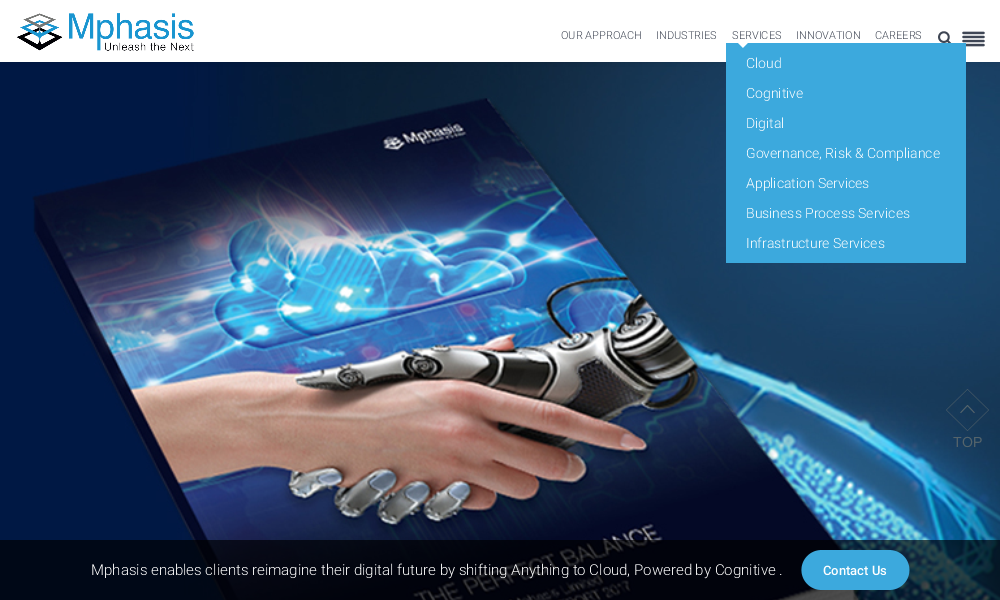 Mphasis
Unleash the Next
OUR APPROACH
INDUSTRIES
SERVICES
INNOVATION
CAREERS
Cloud
Cognitive
Digital
Governance, Risk & Compliance
Application Services
Business Process Services
Infrastructure Services
Mphasis
TOP
THE PERFECT BALANCE
Mphasis enables clients reimagine their digital future by shifting Anything to Cloud, Powered by Cognitive .
Contact Us